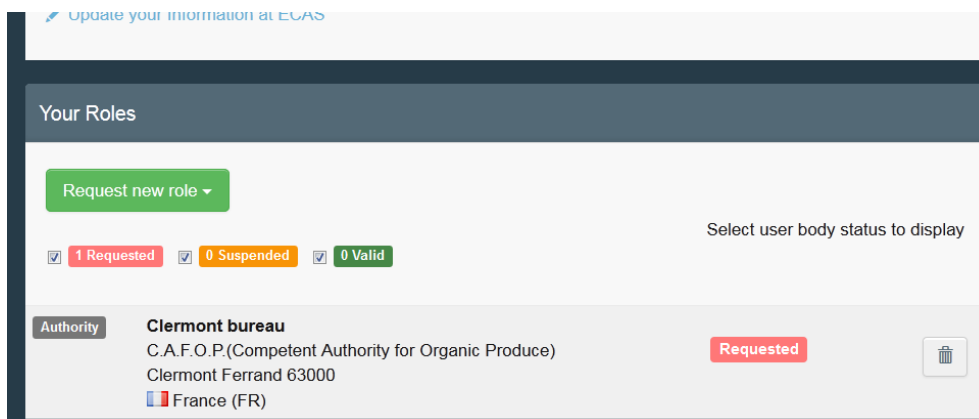 Update your information at ECAS
Your Roles
Request new role
Select user body status to display
1 Requested 0 Suspended 0 Valid
Authority Clermont bureau
C.A.F.O.P.(Competent Authority for Organic Produce) Requested
Clermont Ferrand 63000
France (FR)